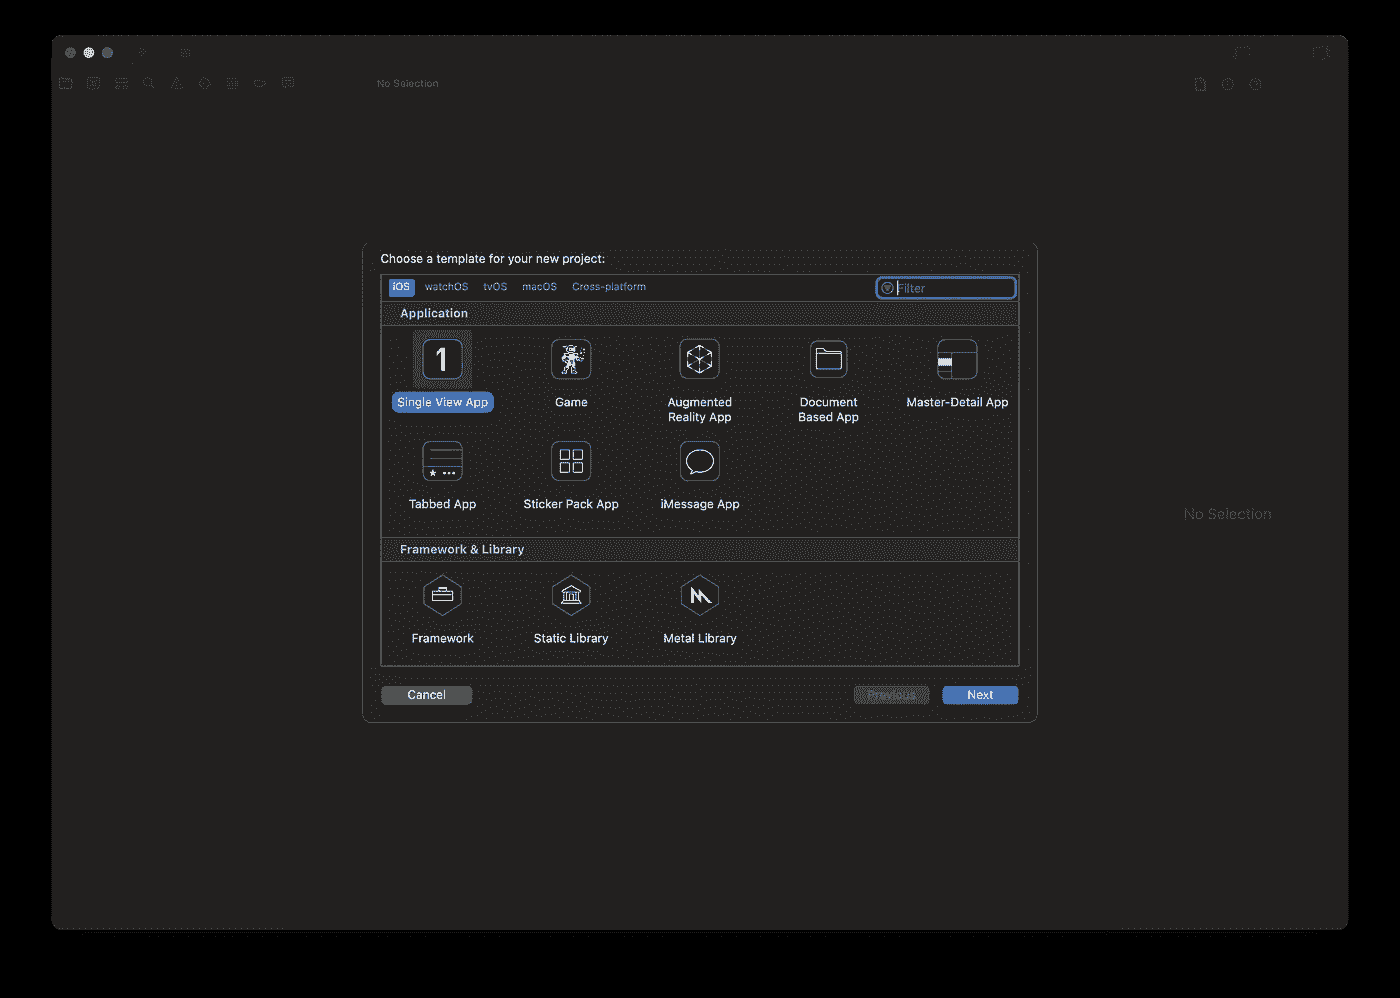 No Selection
Choose a template for your new project:
iOS watchOS tvOS macOS Cross-platform
Filter
Application
1
Single View App
Game
Augmented
Reality App
Document
Based App
Master-Detail App
Tabbed App
Sticker Pack App
iMessage App
No Selection
Framework & Library
Framework
Static Library
Metal Library
Cancel
Previous
Next